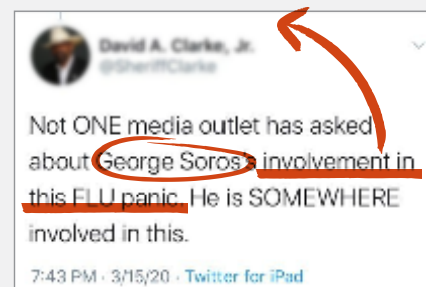 David A. Clarke, Jr.
@SheriffClarke
Not ONE media outlet has asked
about George Soros's involvement in
this FLU panic. He is SOMEWHERE
involved in this.
7:43 PM · 3/15/20 · Twitter for iPad